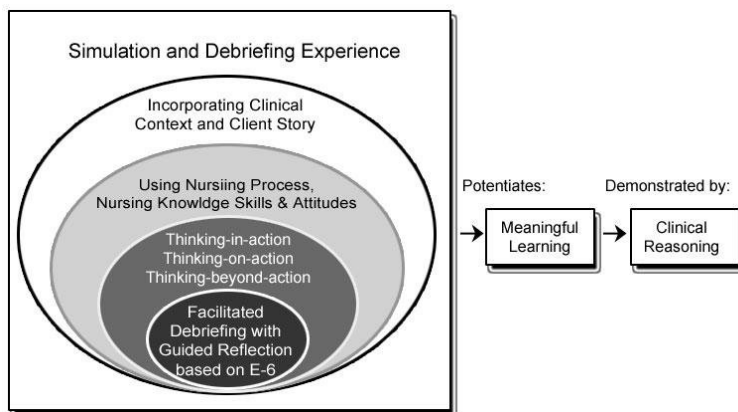 Simulation and Debriefing Experience
Incorporating Clinical
Context and Client Story
Using Nursiing Process,
Nursing Knowldge Skills & Attitudes
Thinking-in-action
Thinking-on-action
Thinking-beyond-action
Facilitated
Debriefing with
Guided Reflection
based on E-6
Potentiates:
Meaningful
Learning
Demonstrated by:
Clinical
Reasoning